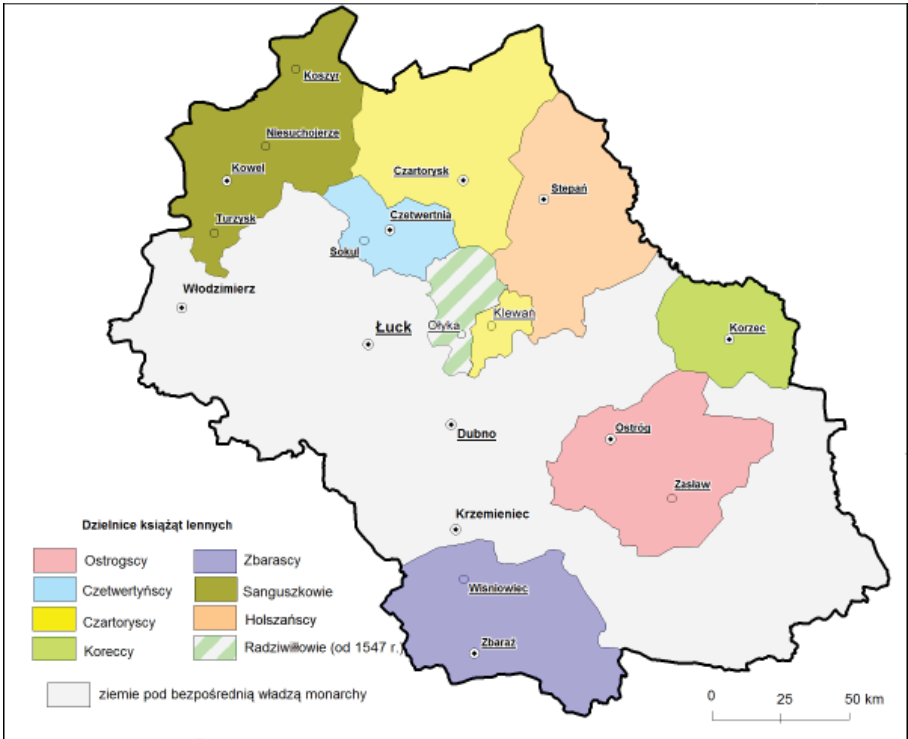 Koszyr
Niesuchojerze
Kowel
Czartorysk
Stepań
Turzysk
Czetwertnia
Sokul
Włodzimierz
Łuck
Ołyka
Klewań
Korzec
Dubno
Ostróg
Zasław
Krzemieniec
Wiśniowiec
Zbaraż
Dzielnice książąt lennych
Ostrogscy
Zbarascy
Czetwertyńscy
Sanguszkowie
Czartoryscy
Holszańscy
Koreccy
Radziwiłłowie (od 1547 r.)
ziemie pod bezpośrednią władzą monarchy
0 25 50 km